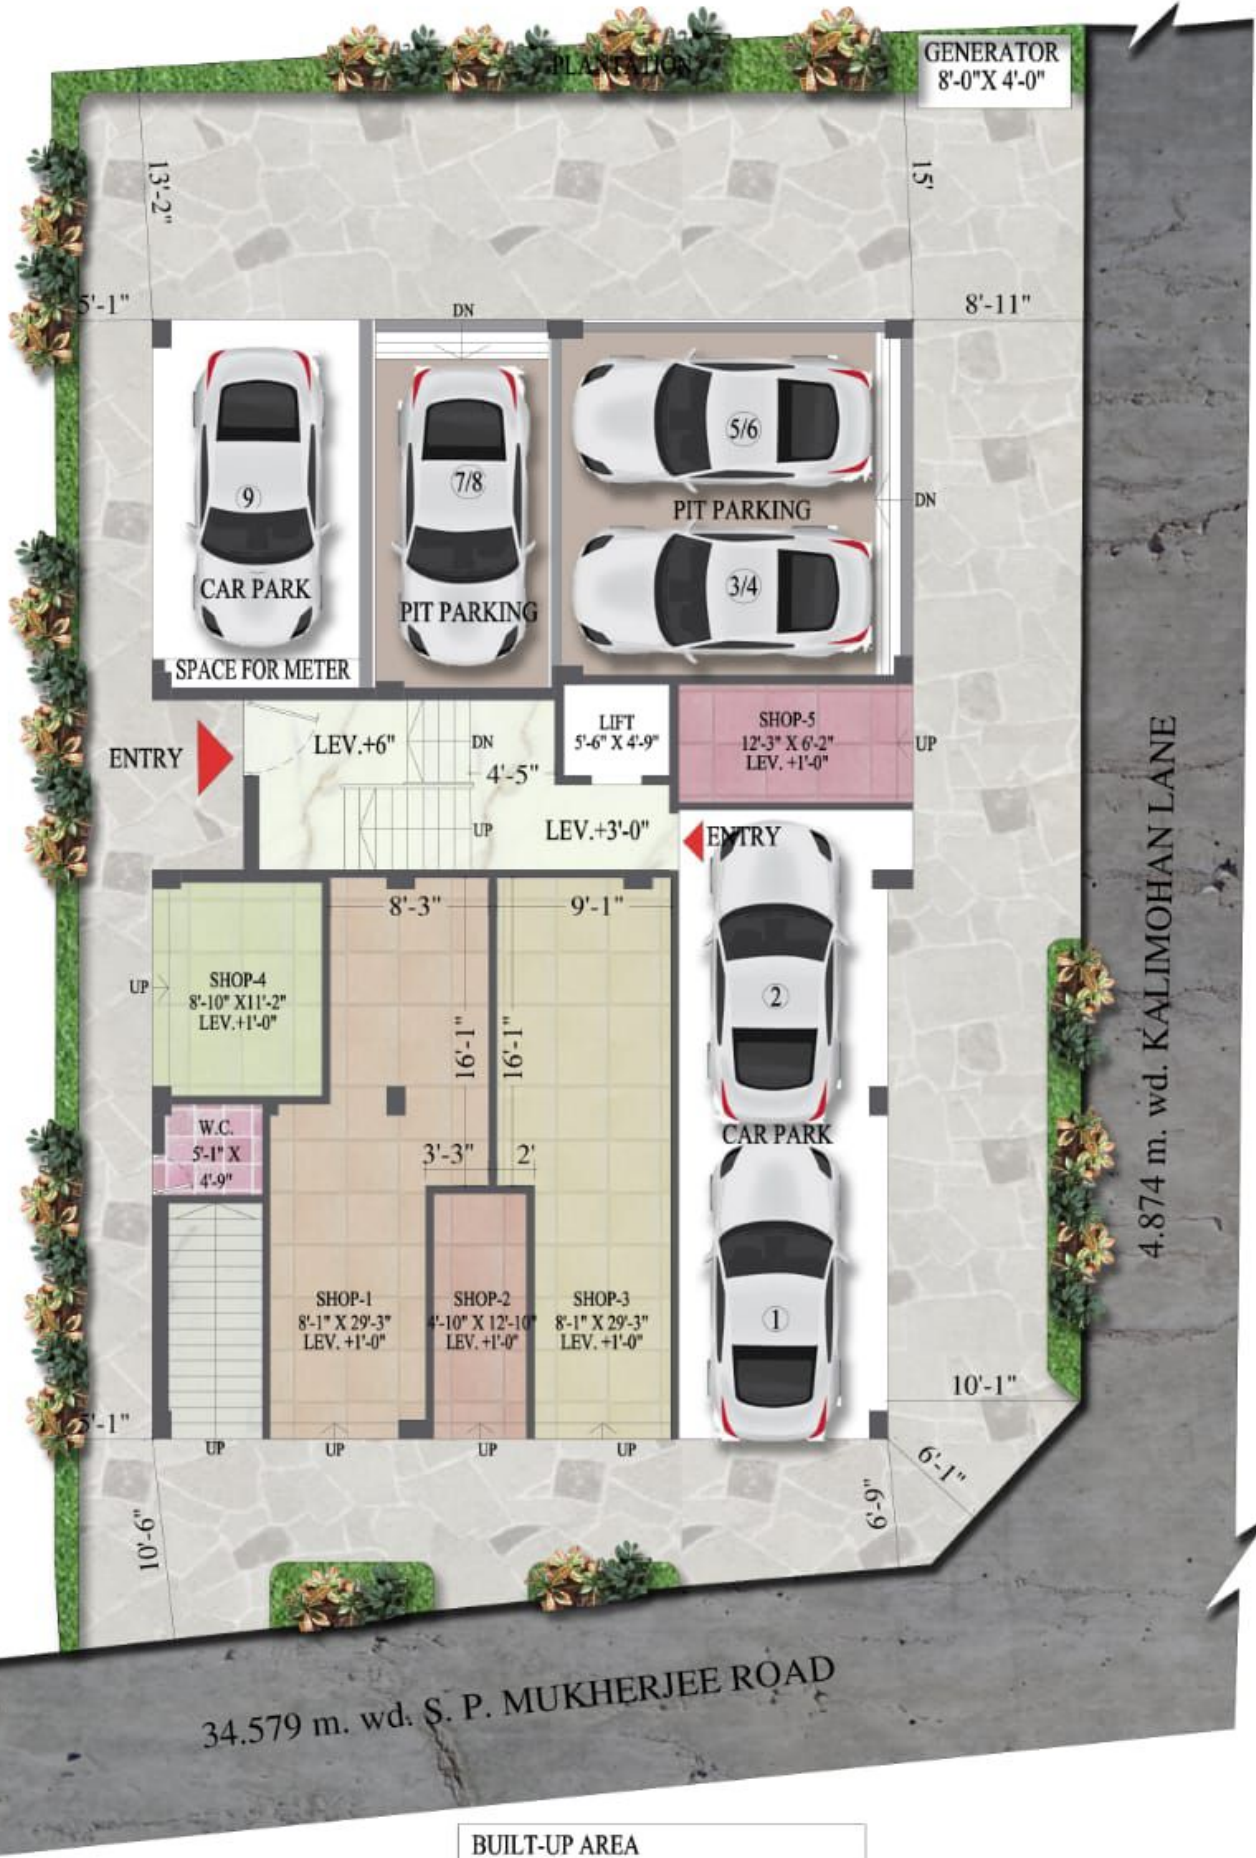 PLANTATION
GENERATOR
8'-0"X 4'-0"
13'-2"
15'
5'-1"
8'-11"
DN
9
CAR PARK
SPACE FOR METER
7/8
PIT PARKING
5/6
PIT PARKING
3/4
DN
ENTRY
LEV.+6"
DN
4'-5"
UP
LEV.+3'-0"
LIFT
5'-6" X 4'-9"
SHOP-5
12'-3" X 6'-2"
LEV. +1'-0"
UP
ENTRY
8'-3"
9'-1"
UP
SHOP-4
8'-10" X11'-2"
LEV.+1'-0"
16'-1"
16'-1"
2
CAR PARK
W.C.
5'-1" X
4'-9"
3'-3"
2'
SHOP-1
8'-1" X 29'-3"
LEV. +1'-0"
SHOP-2
4'-10" X 12'-10"
LEV. +1'-0"
SHOP-3
8'-1" X 29'-3"
LEV. +1'-0"
1
10'-1"
5'-1"
UP
UP
UP
UP
6'-1"
6'-9"
10'-6"
4.874 m. wd. KALIMOHAN LANE
34.579 m. wd. S. P. MUKHERJEE ROAD
BUILT-UP AREA